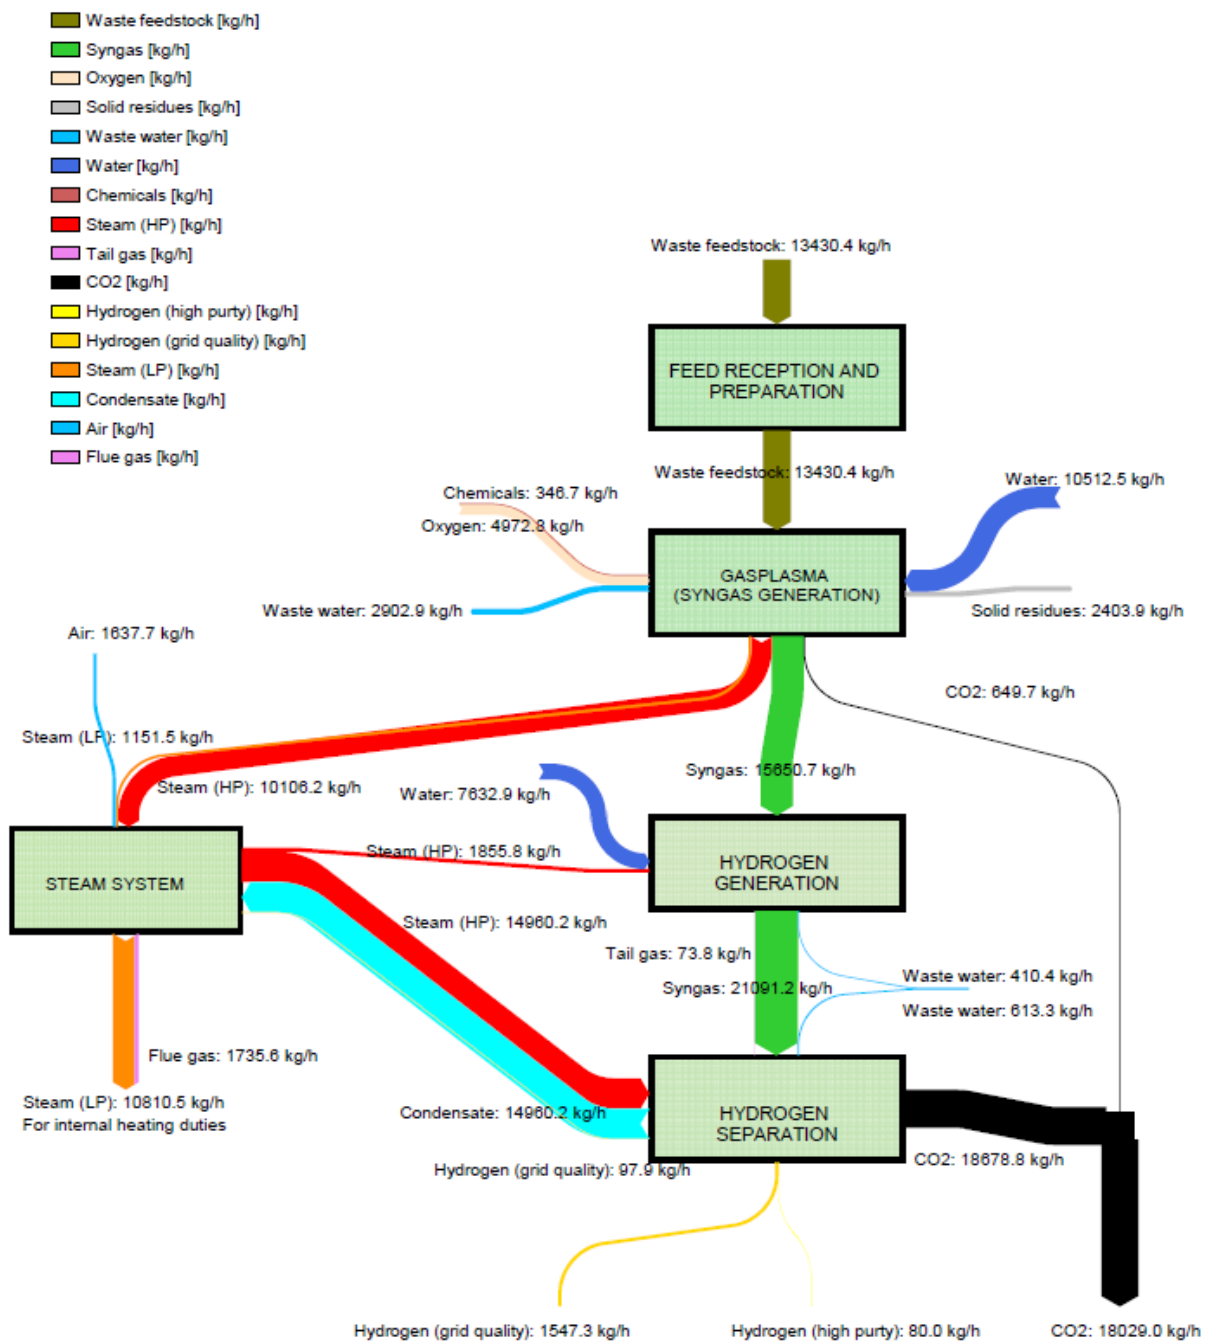 Waste feedstock [kg/h]
Syngas [kg/h]
Oxygen [kg/h]
Solid residues [kg/h]
Waste water [kg/h]
Water [kg/h]
Chemicals [kg/h]
Steam (HP) [kg/h]
Tail gas [kg/h]
CO2 [kg/h]
Hydrogen (high purty) [kg/h]
Hydrogen (grid quality) [kg/h]
Steam (LP) [kg/h]
Condensate [kg/h]
Air [kg/h]
Flue gas [kg/h]
Waste feedstock: 13430.4 kg/h
FEED RECEPTION AND
PREPARATION
Waste feedstock: 13430.4 kg/h
Water: 10512.5 kg/h
Chemicals: 346.7 kg/h
Oxygen: 4972.8 kg/h
GASPLASMA
(SYNGAS GENERATION)
Waste water: 2902.9 kg/h
Solid residues: 2403.9 kg/h
Air: 1637.7 kg/h
CO2: 649.7 kg/h
Steam (LP): 1151.5 kg/h
Syngas: 15650.7 kg/h
Steam (HP): 10106.2 kg/h
Water: 7632.9 kg/h
Steam (HP): 1855.8 kg/h
HYDROGEN
GENERATION
STEAM SYSTEM
Steam (HP): 14960.2 kg/h
Tail gas: 73.8 kg/h
Syngas: 21091.2 kg/h
Waste water: 410.4 kg/h
Waste water: 613.3 kg/h
Flue gas: 1735.6 kg/h
Steam (LP): 10810.5 kg/h
For internal heating duties
Condensate: 14960.2 kg/h
HYDROGEN
SEPARATION
CO2: 18678.8 kg/h
Hydrogen (grid quality): 97.9 kg/h
Hydrogen (grid quality): 1547.3 kg/h
Hydrogen (high purty): 80.0 kg/h
CO2: 18029.0 kg/h